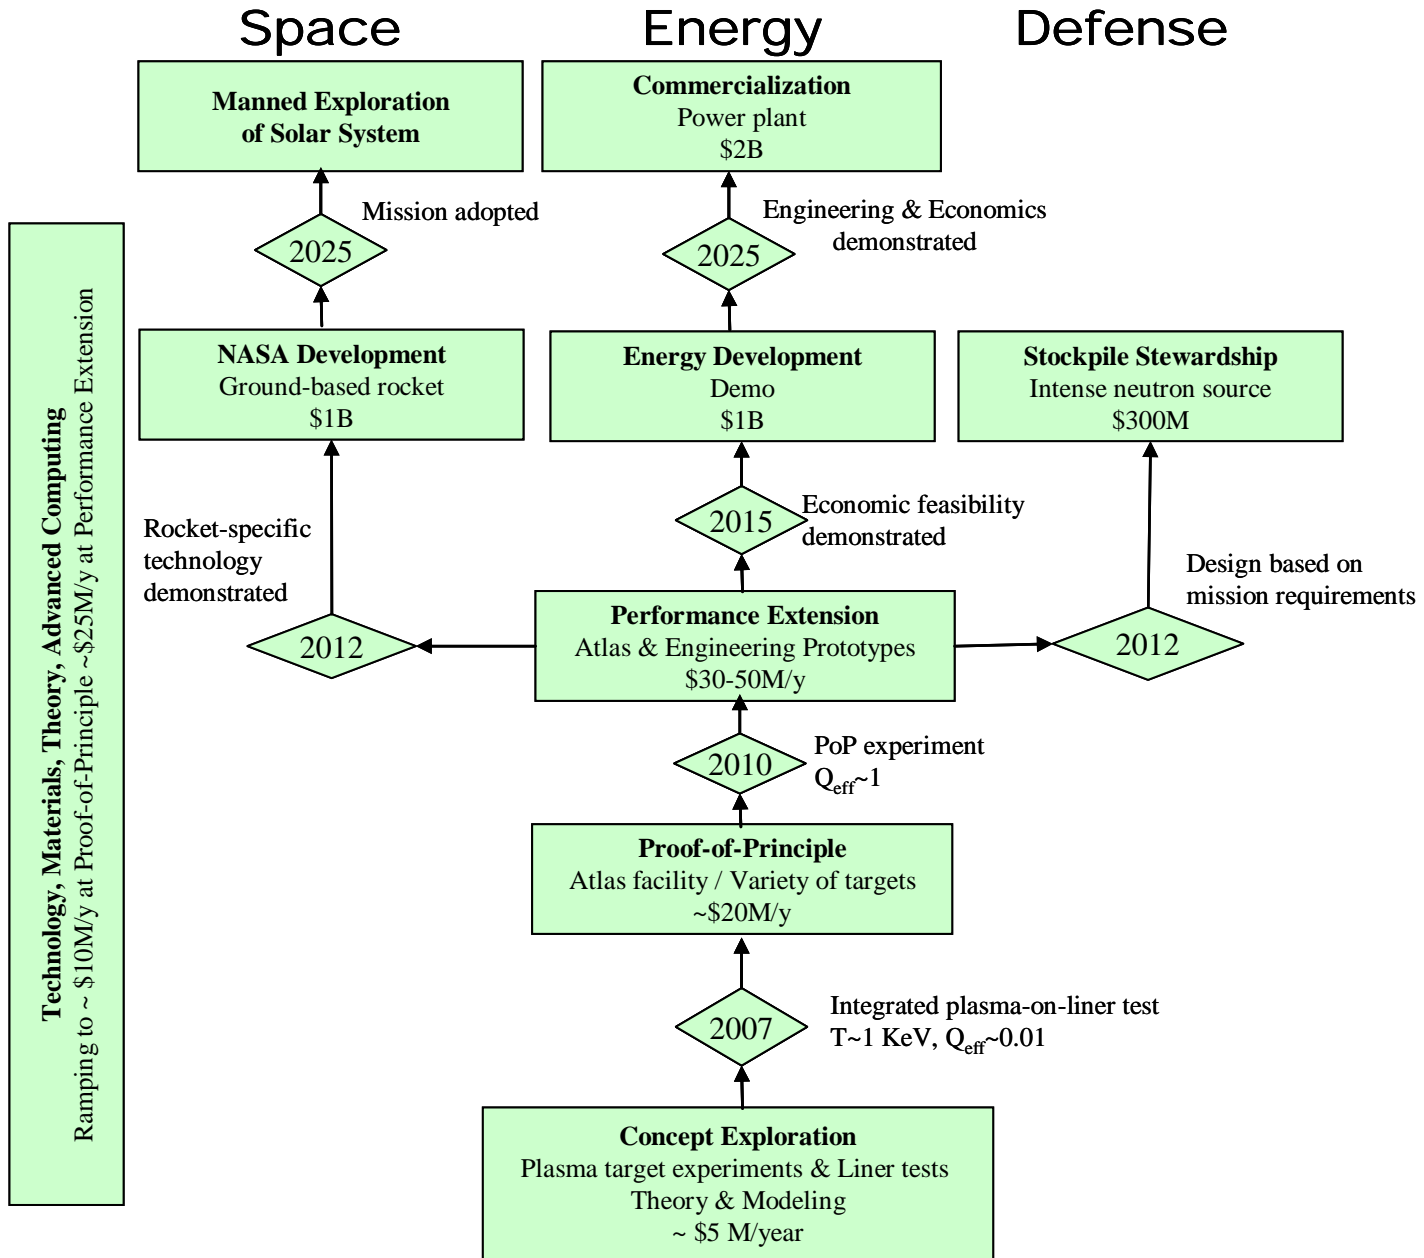 Space
Energy
Defense
Manned Exploration
of Solar System
Commercialization
Power plant
$2B
Mission adopted
2025
Engineering & Economics
demonstrated
2025
NASA Development
Ground-based rocket
$1B
Energy Development
Demo
$1B
Stockpile Stewardship
Intense neutron source
$300M
Technology, Materials, Theory, Advanced Computing
Ramping to ~ $10M/y at Proof-of-Principle ~$25M/y at Performance Extension
Rocket-specific
technology
demonstrated
2012
2015
Economic feasibility
demonstrated
Design based on
mission requirements
2012
Performance Extension
Atlas & Engineering Prototypes
$30-50M/y
2010
PoP experiment
Qeff~1
Proof-of-Principle
Atlas facility / Variety of targets
~$20M/y
2007
Integrated plasma-on-liner test
T~1 KeV, Qeff~0.01
Concept Exploration
Plasma target experiments & Liner tests
Theory & Modeling
~ $5 M/year